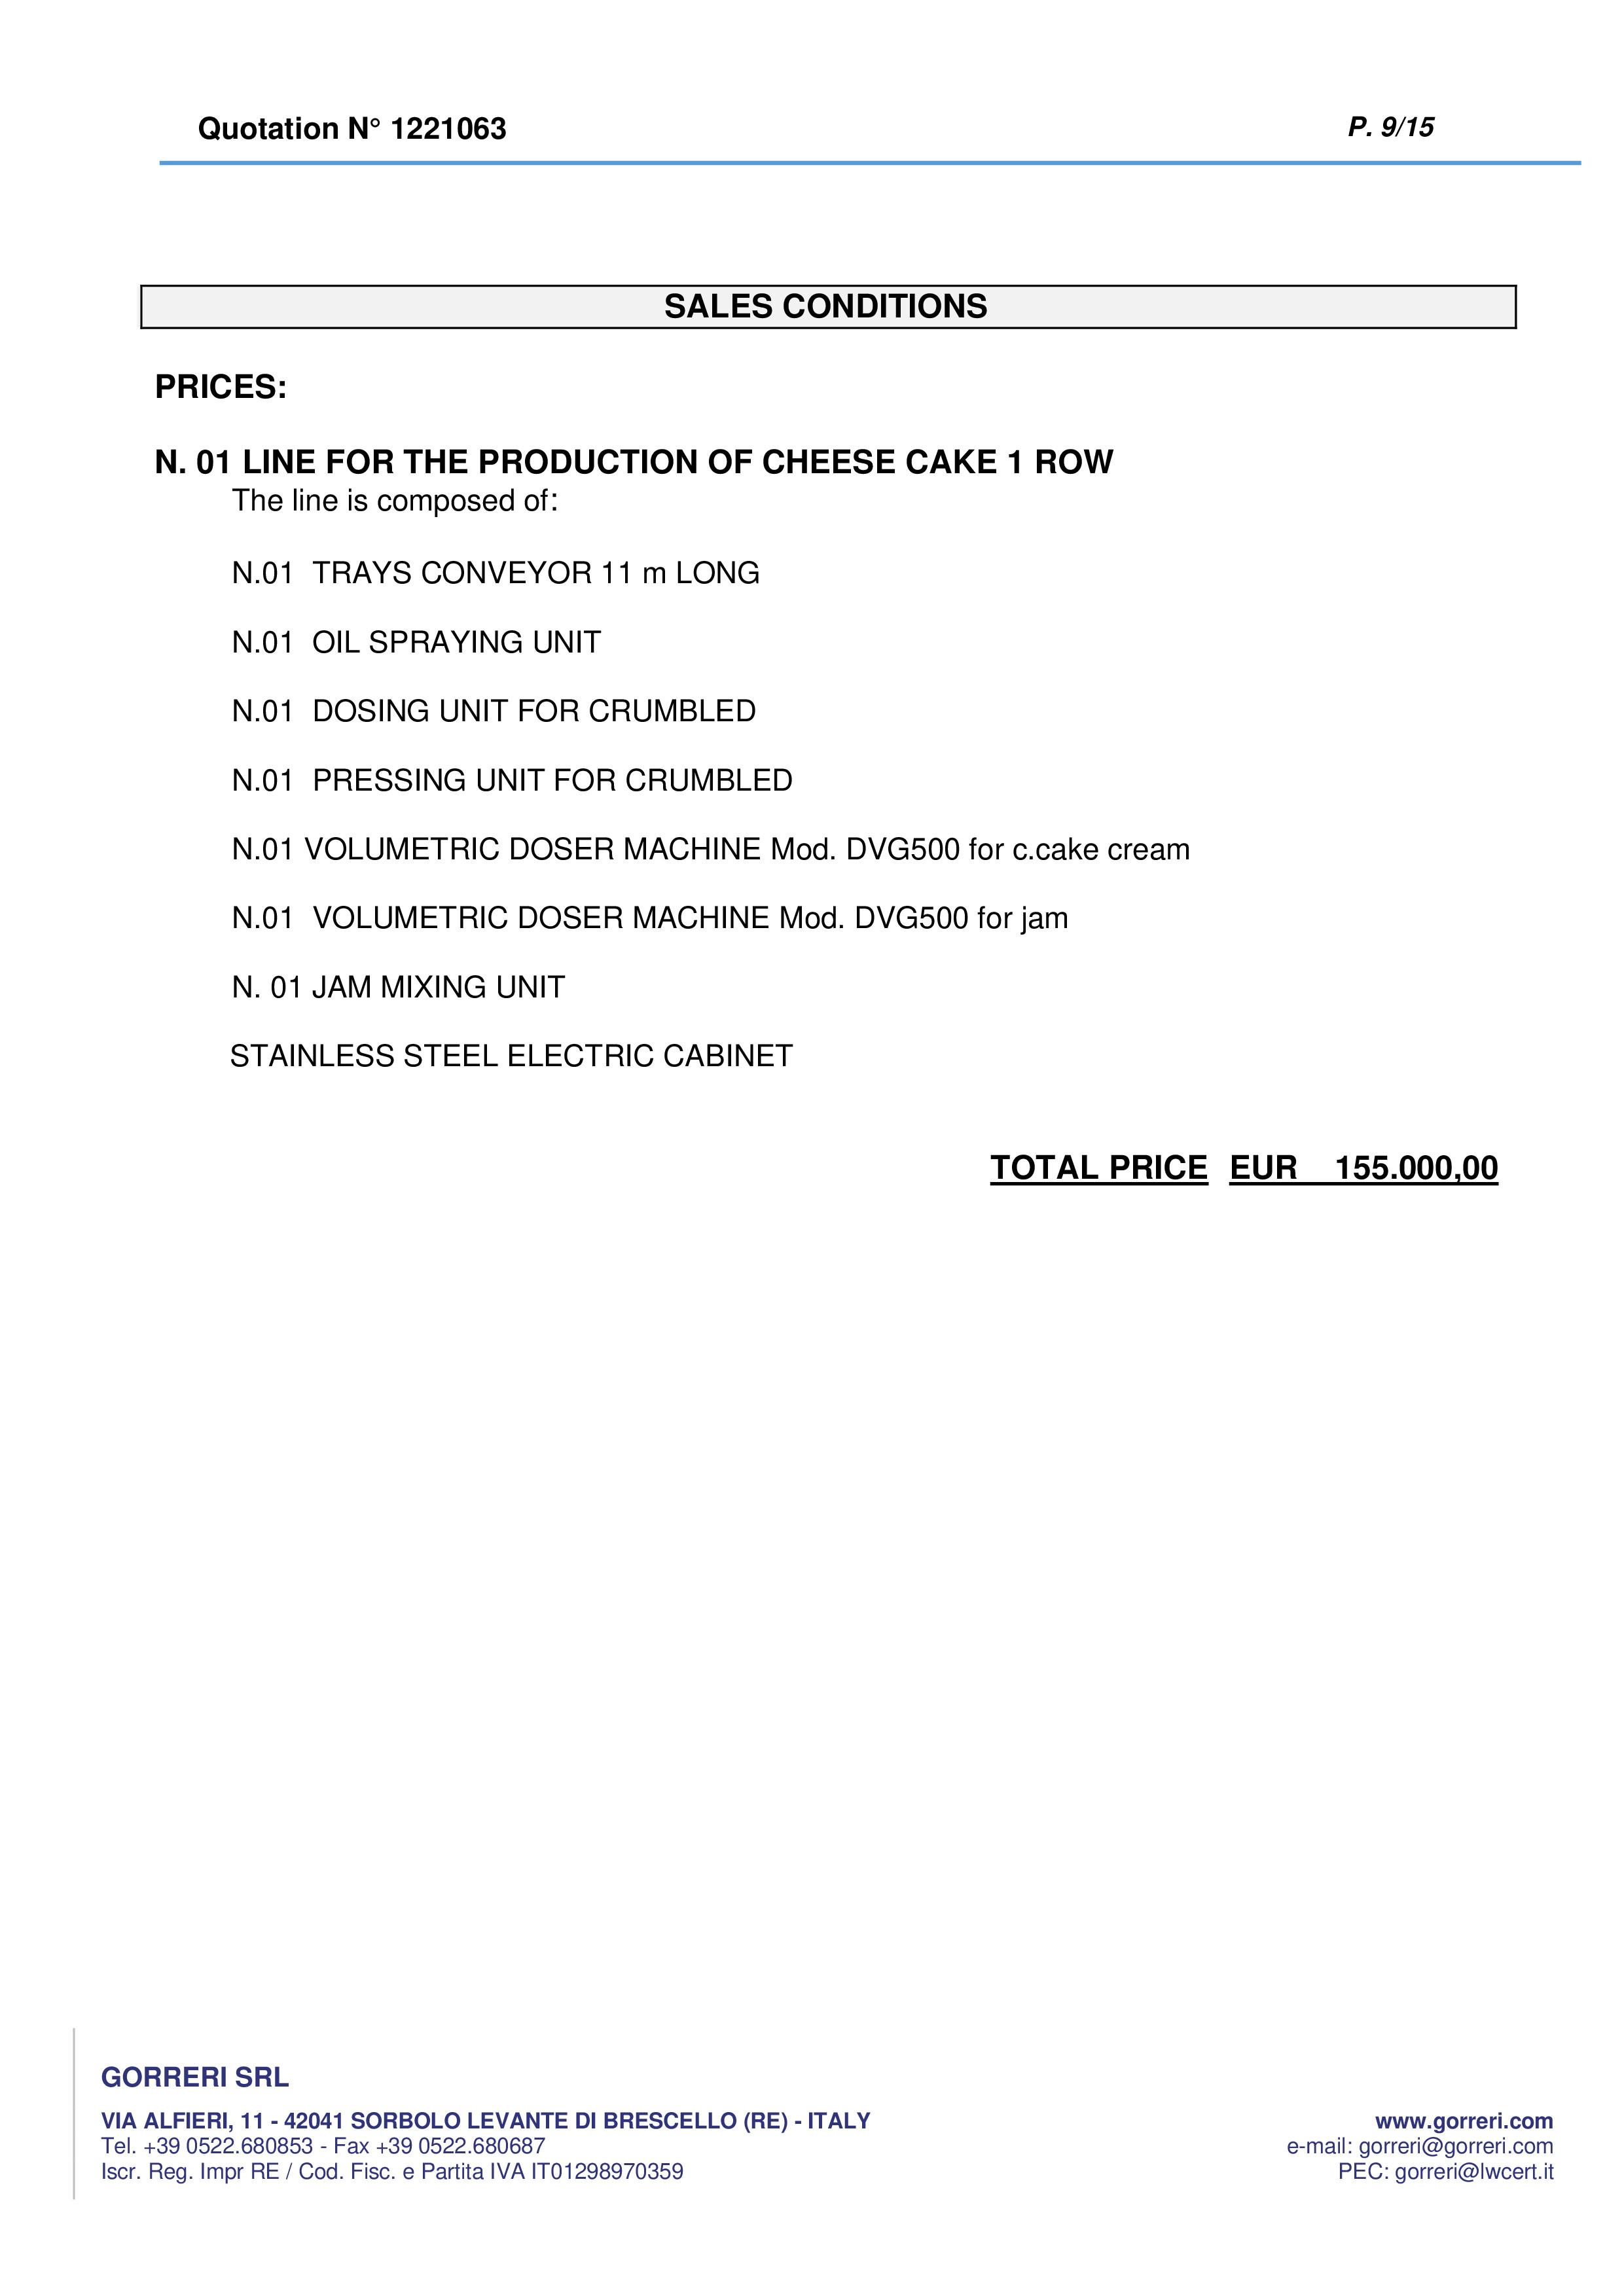 Quotation N° 1221063
P. 9/15
SALES CONDITIONS
PRICES:
N. 01 LINE FOR THE PRODUCTION OF CHEESE CAKE 1 ROW
The line is composed of:
N.01 TRAYS CONVEYOR 11 m LONG
N.01 OIL SPRAYING UNIT
N.01 DOSING UNIT FOR CRUMBLED
N.01 PRESSING UNIT FOR CRUMBLED
N.01 VOLUMETRIC DOSER MACHINE Mod. DVG500 for c.cake cream
N.01 VOLUMETRIC DOSER MACHINE Mod. DVG500 for jam
N. 01 JAM MIXING UNIT
STAINLESS STEEL ELECTRIC CABINET
TOTAL PRICE EUR 155.000,00
GORRERI SRL
VIA ALFIERI, 11 - 42041 SORBOLO LEVANTE DI BRESCELLO (RE) - ITALY
Tel. +39 0522.680853 - Fax +39 0522.680687
Iscr. Reg. Impr RE / Cod. Fisc. e Partita IVA IT01298970359
www.gorreri.com
e-mail: gorreri@gorreri.com
PEC: gorreri@lwcert.it